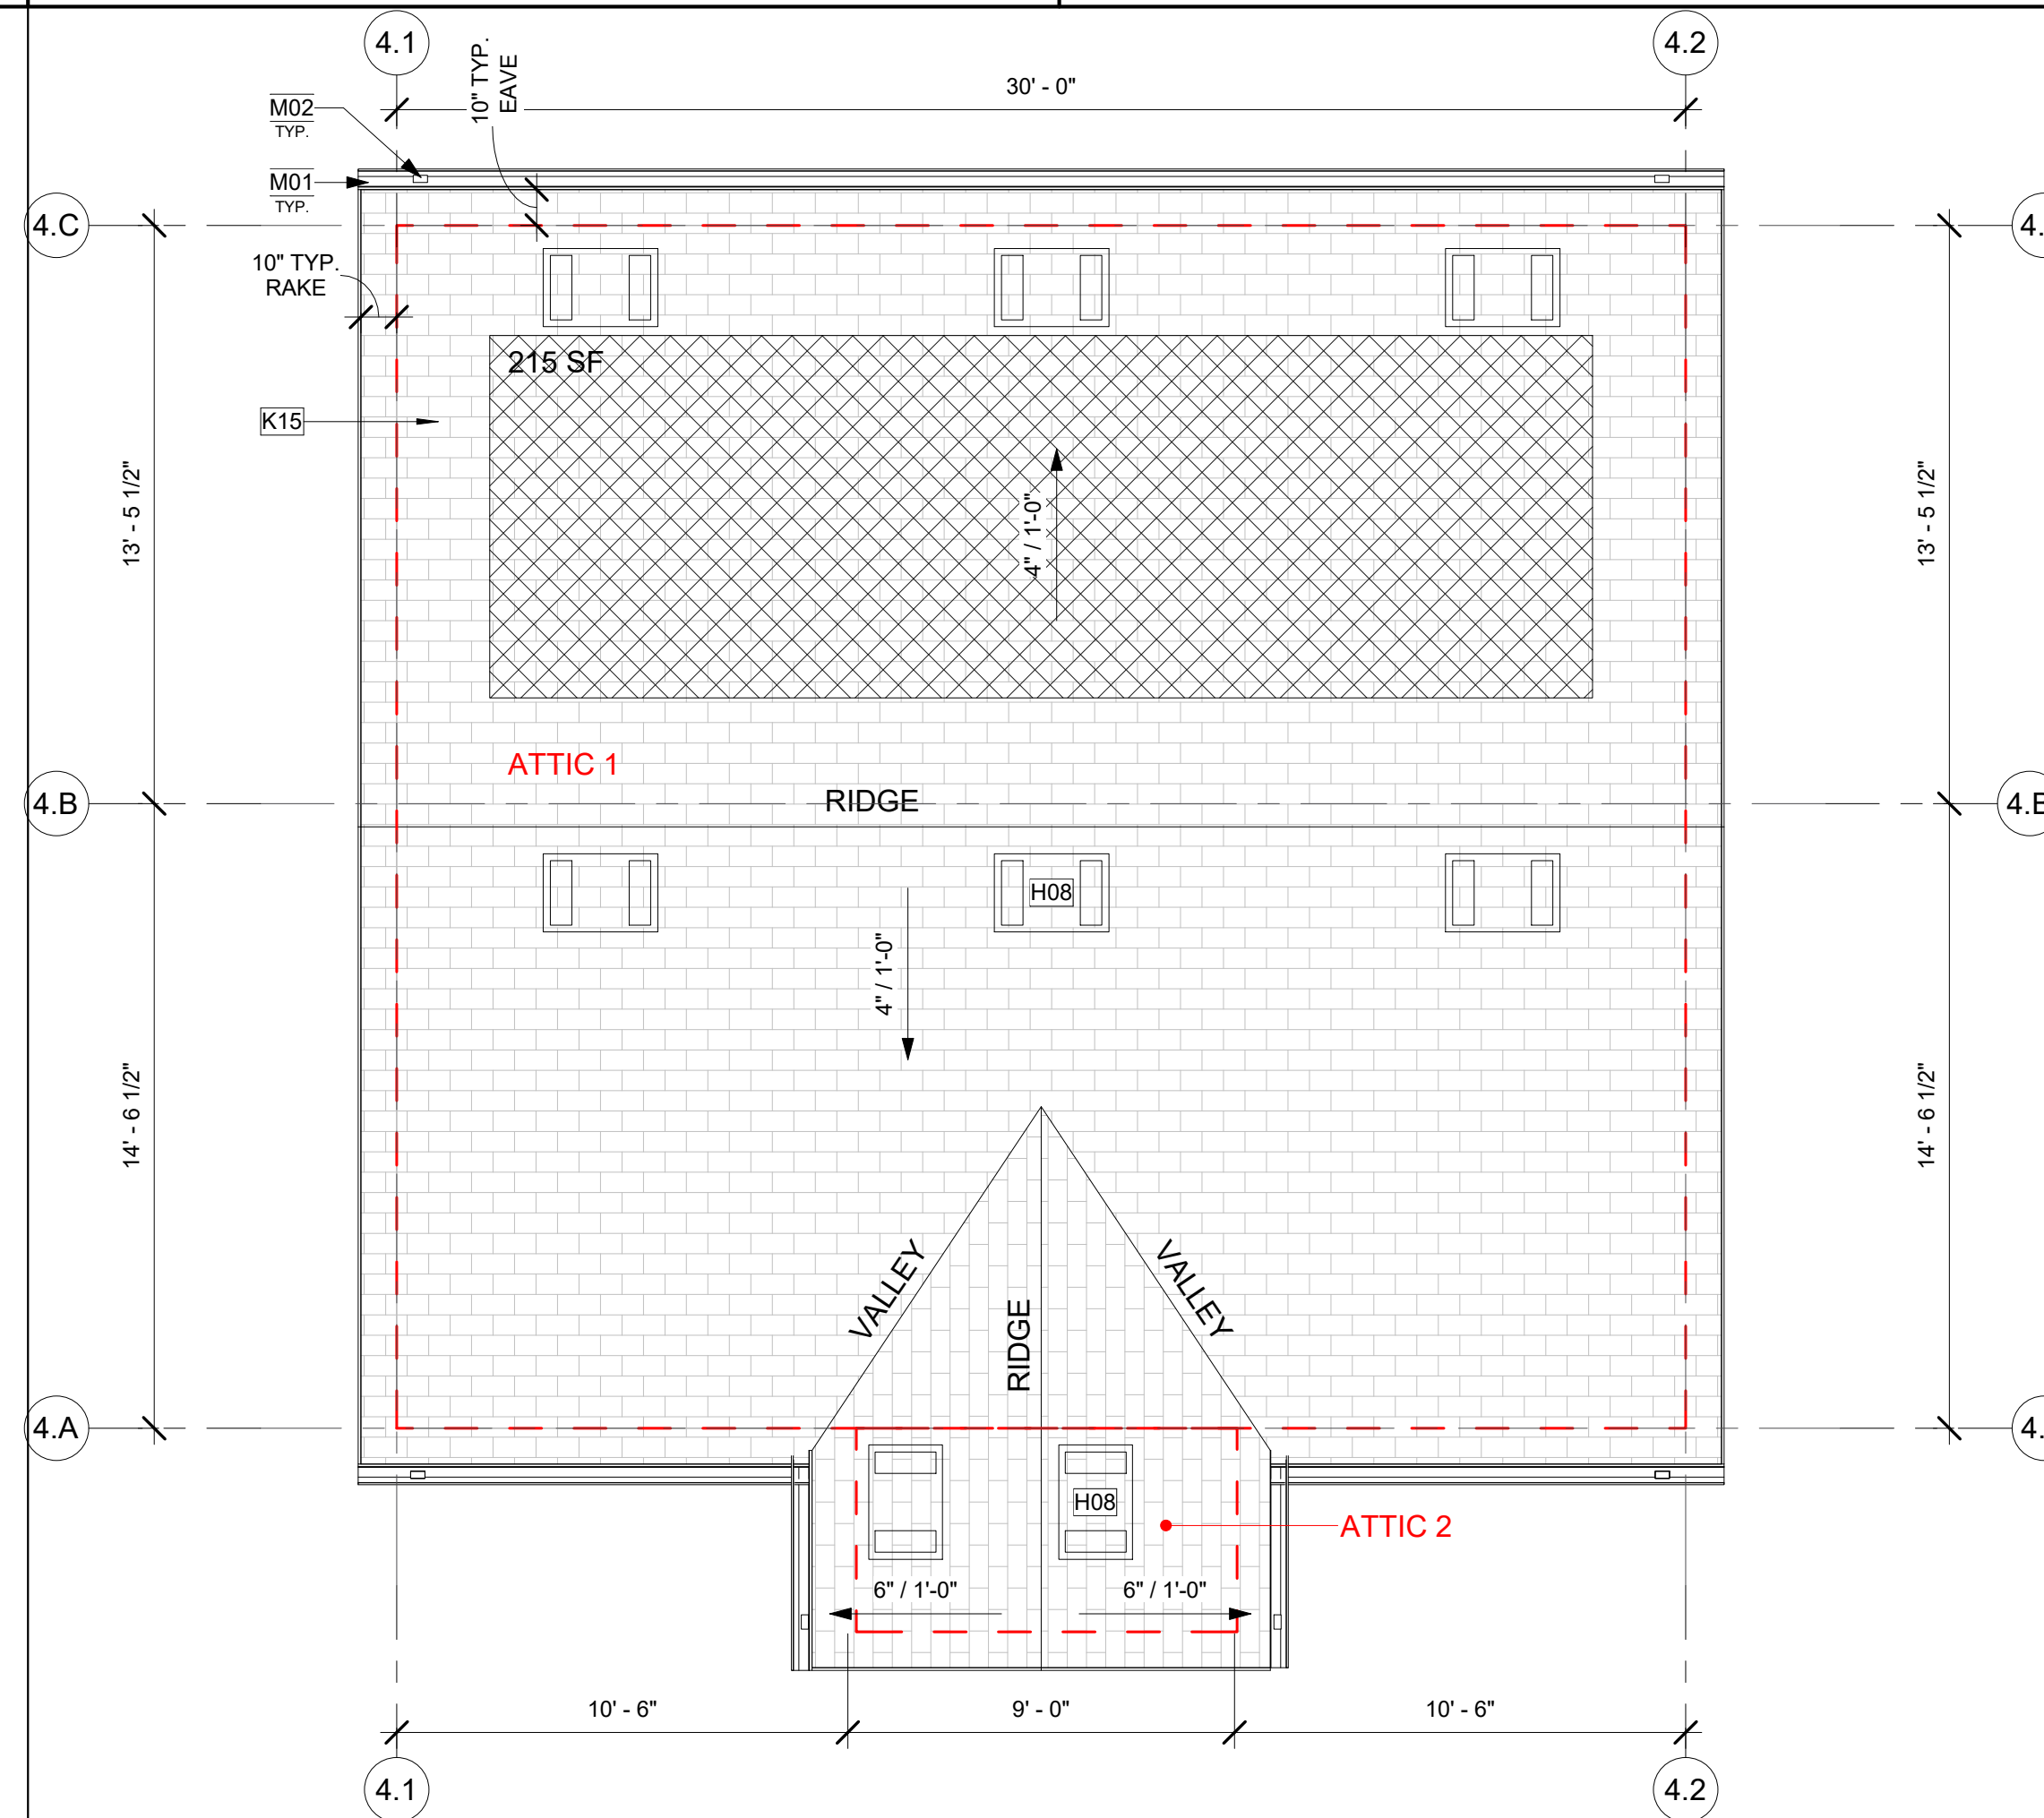 4.1
4.2
10" TYP.
EAVE
30' - 0"
M02
TYP.
M01
TYP.
4.C
4.
10" TYP.
RAKE
215 SF
K15
13' - 5 1/2"
4" / 1'-0"
13' - 5 1/2"
ATTIC 1
4.B
RIDGE
4.B
H08
4" / 1'-0"
14' - 6 1/2"
14' - 6 1/2"
VALLEY
VALLEY
RIDGE
4.A
4.
H08
ATTIC 2
6" / 1'-0"
6" / 1'-0"
10' - 6"
9' - 0"
10' - 6"
4.1
4.2